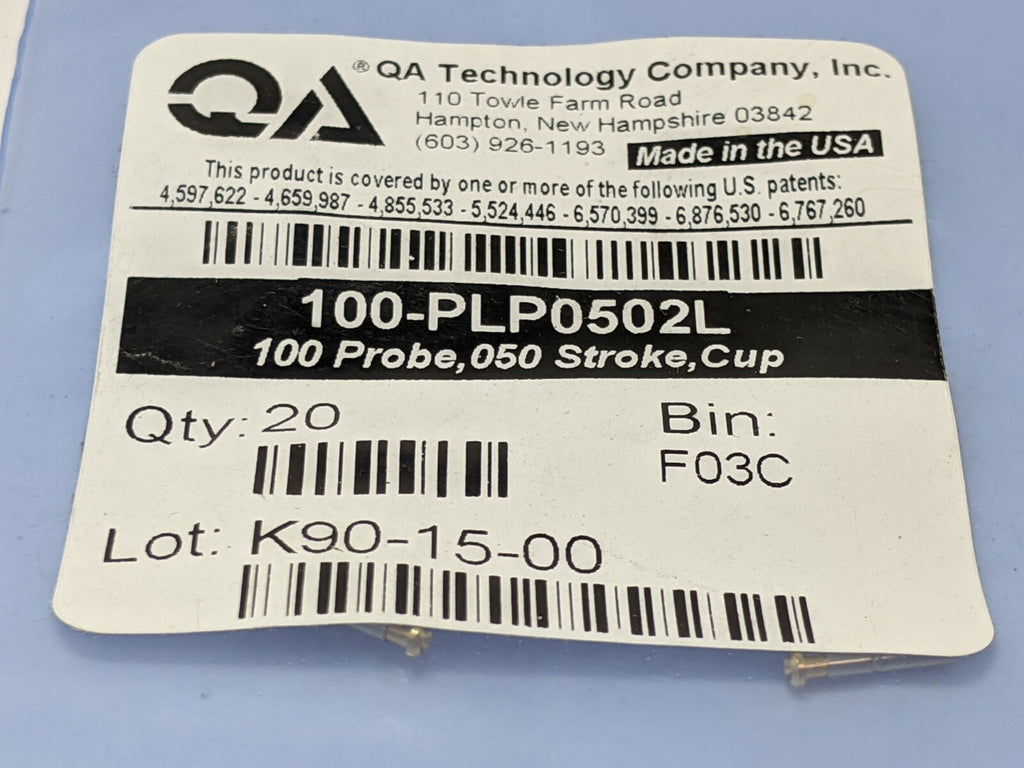 QA® QA Technology Company, Inc.
110 Towle Farm Road
Hampton, New Hampshire 03842
(603) 926-1193 Made in the USA
This product is covered by one or more of the following U.S. patents:
4,597,622 - 4,659,987 - 4,855,533 - 5,524,446 - 6,570,399 - 6,876,530 - 6,767,260
100-PLP0502L
100 Probe,050 Stroke,Cup
Qty: 20 Bin:
F03C
Lot: K90-15-00